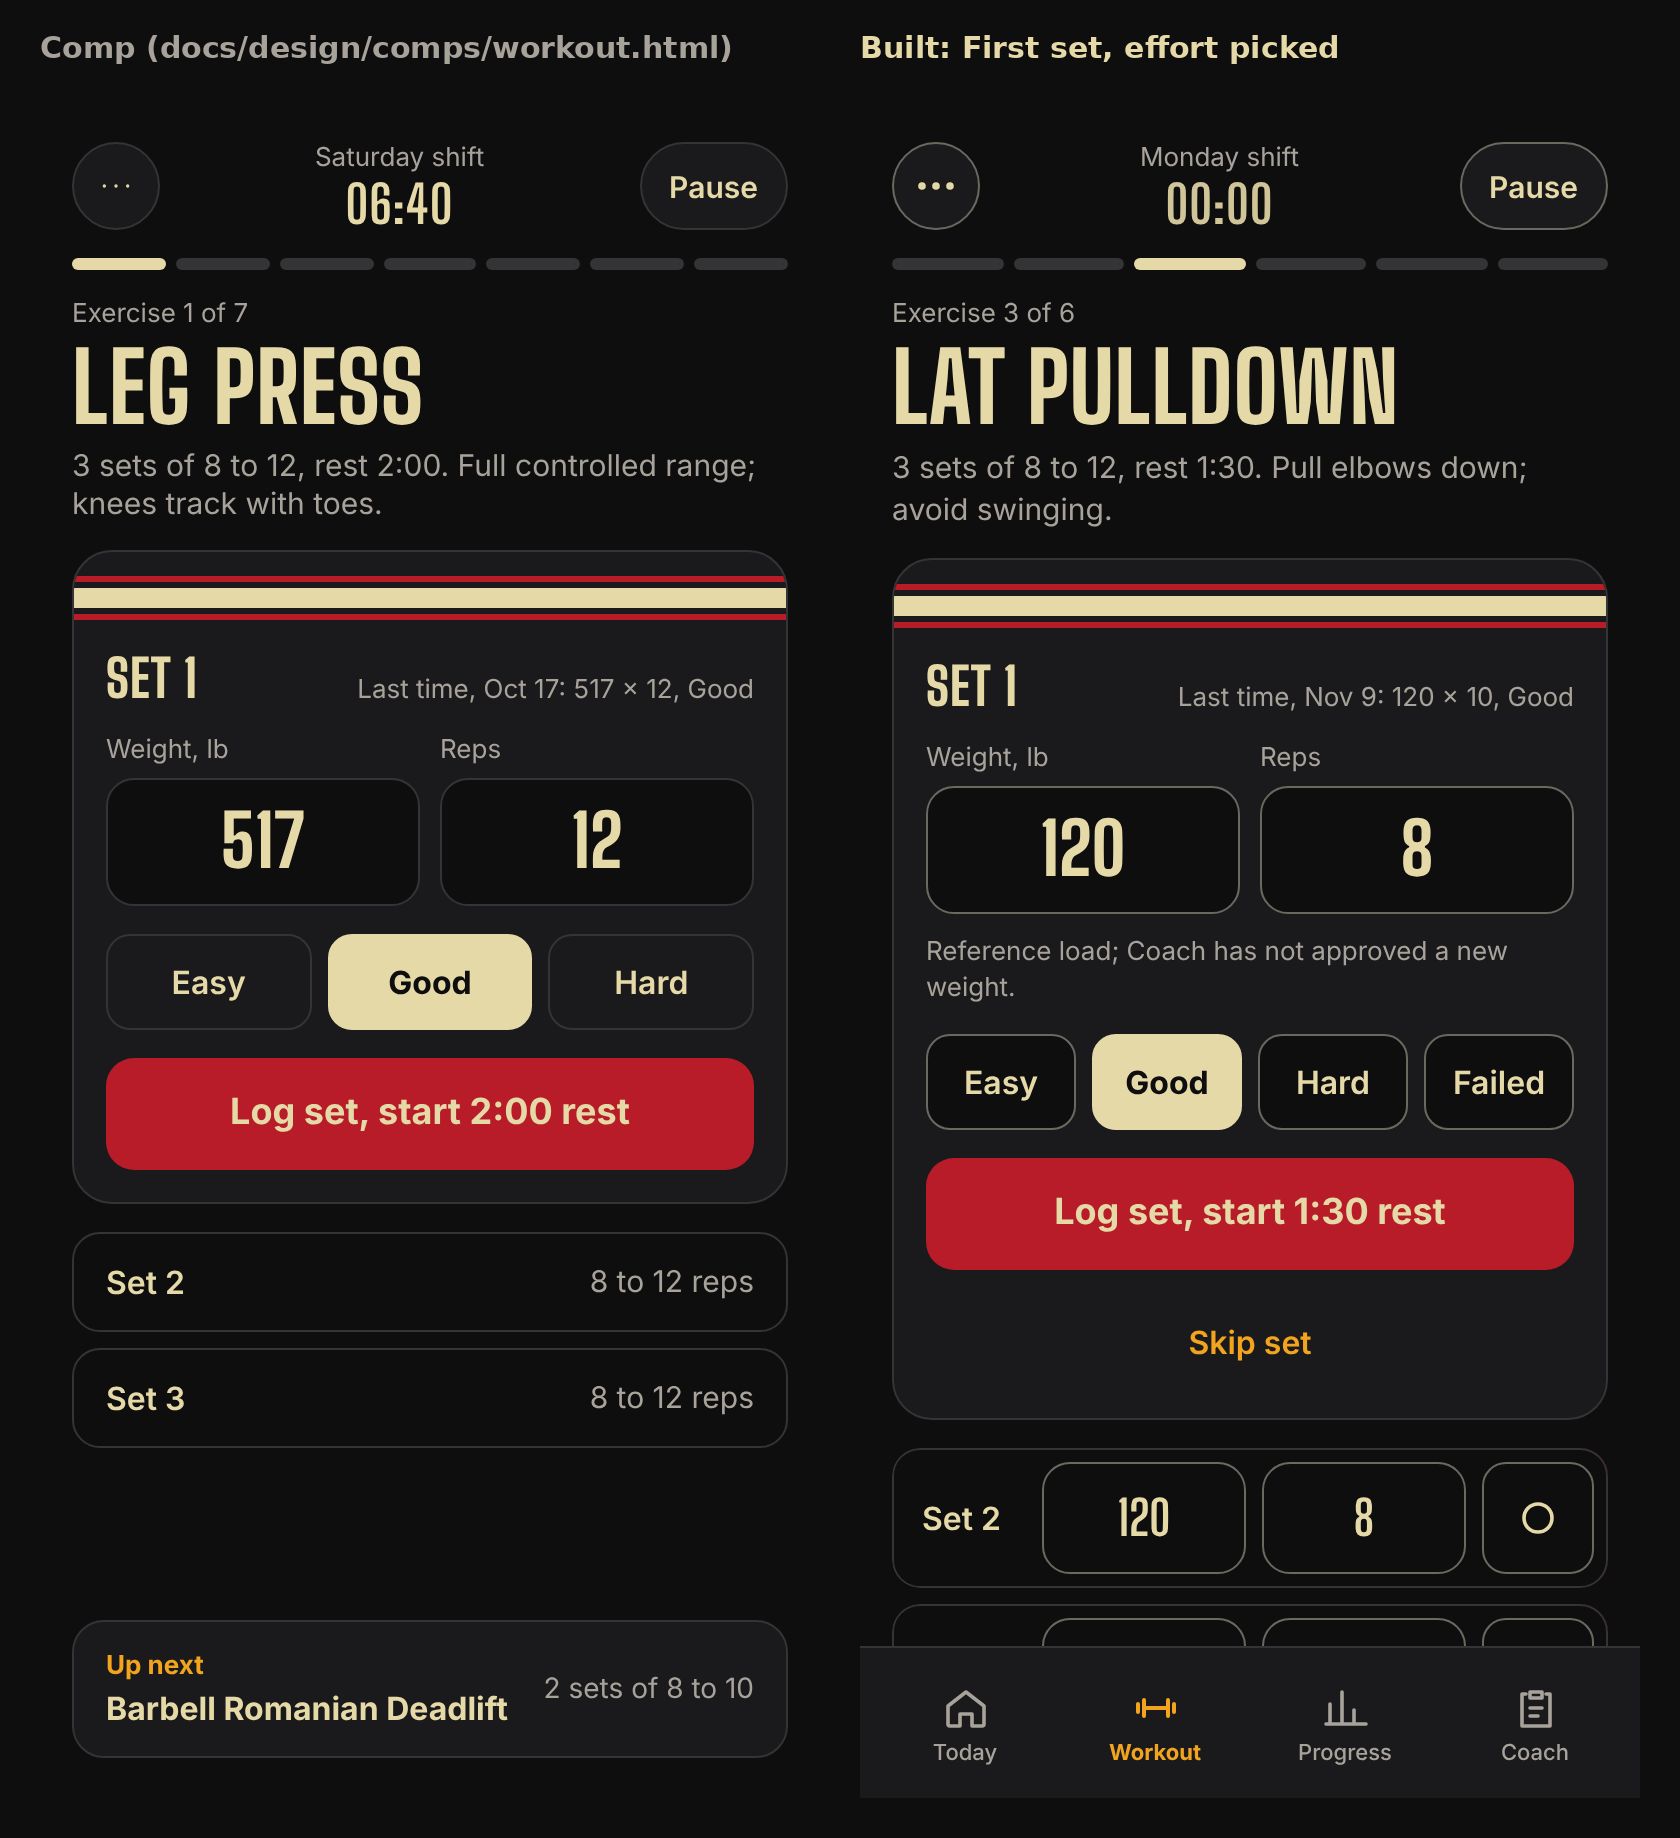 Comp (docs/design/comps/workout.html)
···
Saturday shift
06:40
Pause
Exercise 1 of 7
LEG PRESS
3 sets of 8 to 12, rest 2:00. Full controlled range;
knees track with toes.
SET 1
Last time, Oct 17: 517 × 12, Good
Weight, lb
Reps
517
12
Easy
Good
Hard
Log set, start 2:00 rest
Set 2
8 to 12 reps
Set 3
8 to 12 reps
Up next
Barbell Romanian Deadlift
2 sets of 8 to 10
Built: First set, effort picked
Monday shift
00:00
Pause
Exercise 3 of 6
LAT PULLDOWN
3 sets of 8 to 12, rest 1:30. Pull elbows down;
avoid swinging.
SET 1
Last time, Nov 9: 120 × 10, Good
Weight, lb
Reps
120
8
Reference load; Coach has not approved a new
weight.
Easy
Good
Hard
Failed
Log set, start 1:30 rest
Skip set
Set 2
120
8
Today
Workout
Progress
Coach